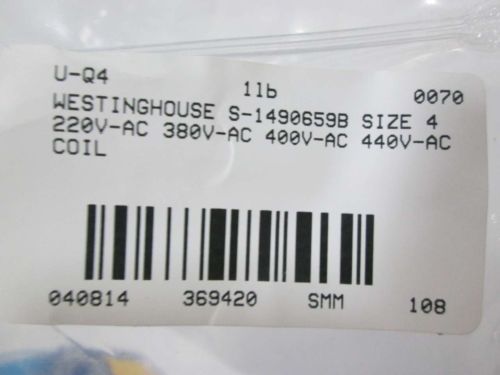 U-Q4 1lb 0070
WESTINGHOUSE S-1490659B SIZE 4
220V-AC 380V-AC 400V-AC 440V-AC
COIL
040814 369420 SMM 108